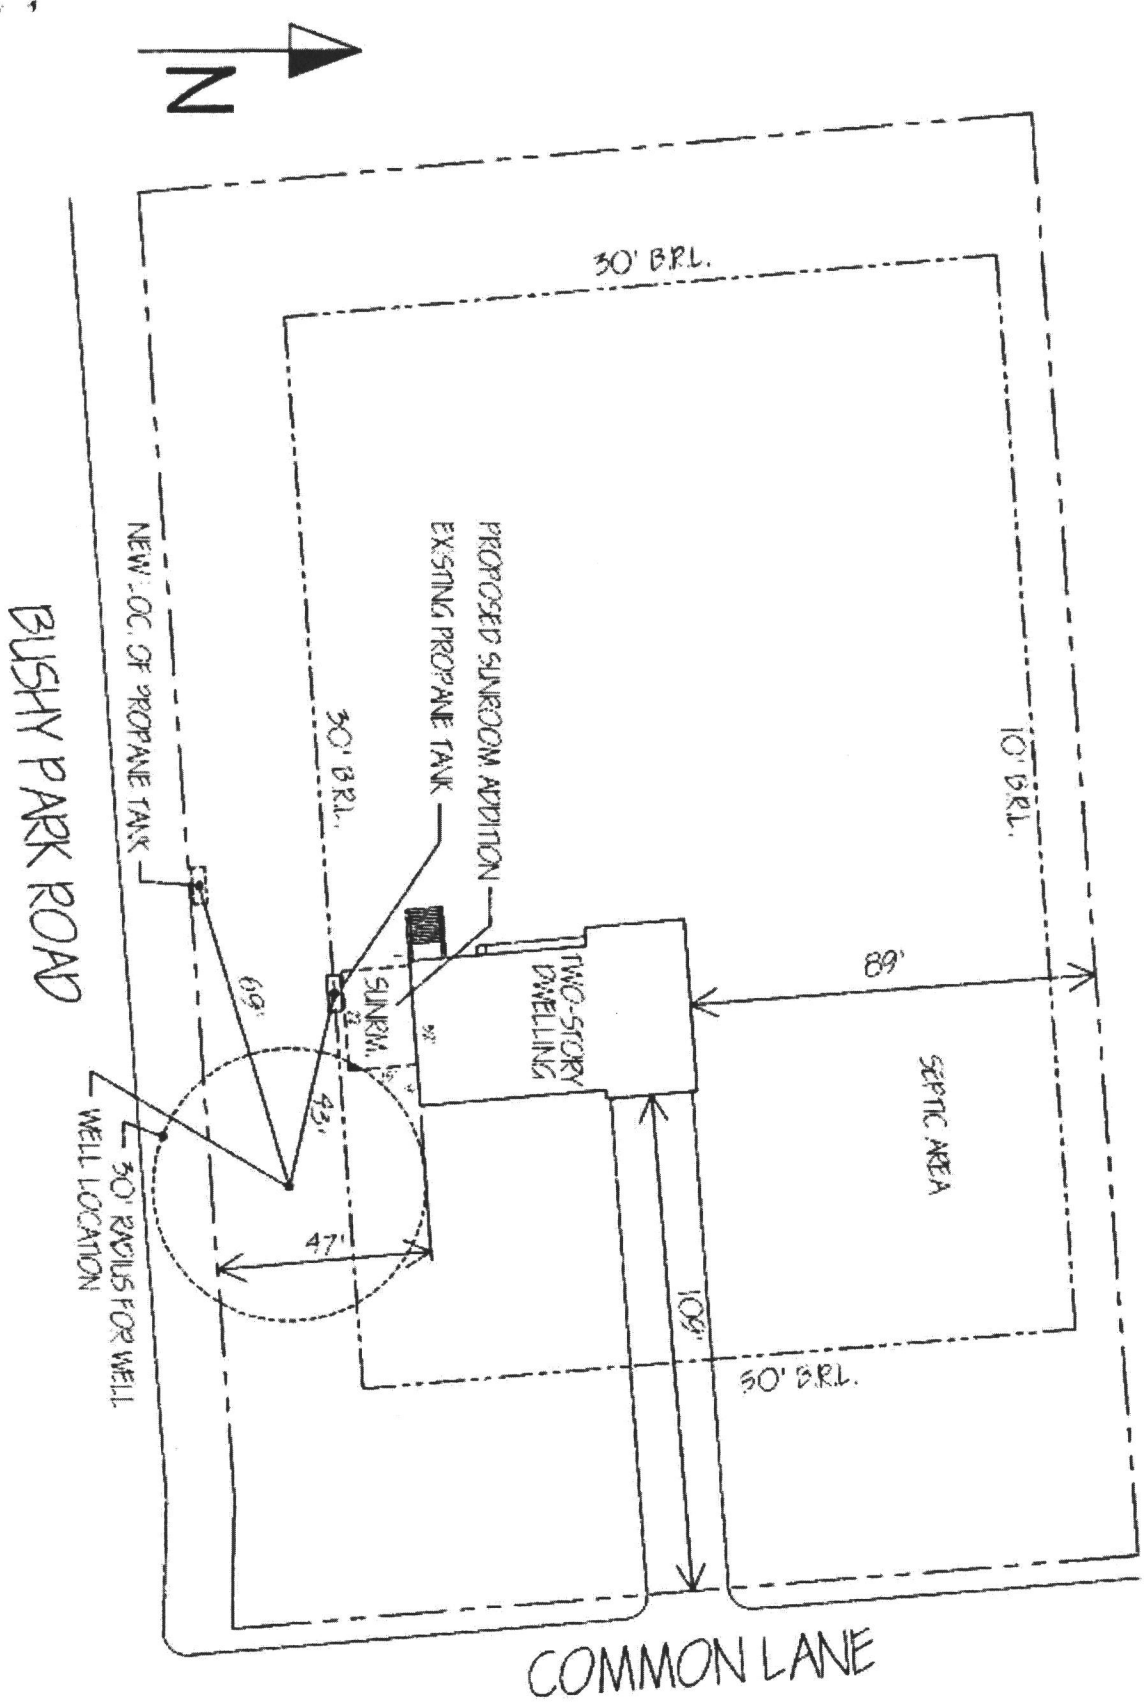 N
30' B.R.L.
10' B.R.L.
PROPOSED SUNROOM ADDITION
EXISTING PROPANE TANK
NEW LOC. OF PROPANE TANK
30' B.R.L.
BUSHY PARK ROAD
TWO-STORY
DWELLING
SUNRM.
89'
SEPTIC AREA
69'
43'
47'
109'
30' RADIUS FOR WELL
WELL LOCATION
50' B.R.L.
COMMON LANE